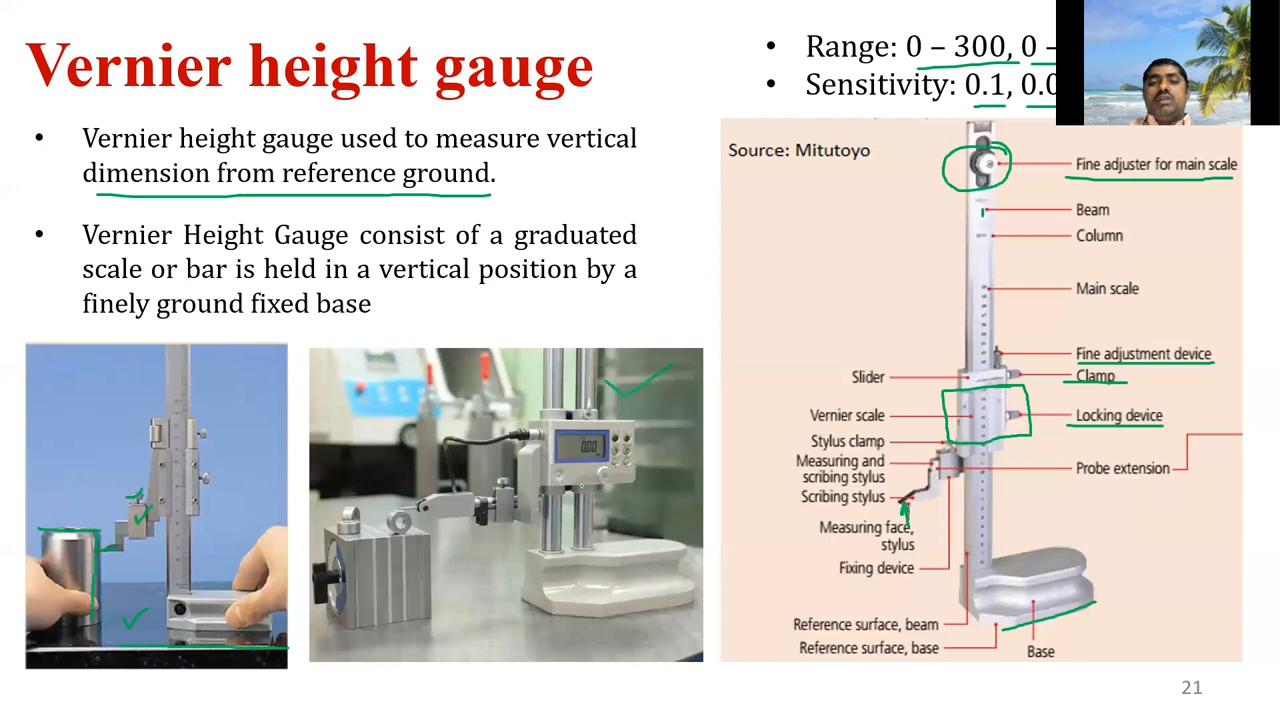 Vernier height gauge
• Range: 0 – 300, 0 –
• Sensitivity: 0.1, 0.0
• Vernier height gauge used to measure vertical
dimension from reference ground.
• Vernier Height Gauge consist of a graduated
scale or bar is held in a vertical position by a
finely ground fixed base
0.00
Source: Mitutoyo
Fine adjuster for main scale
Beam
Column
Main scale
Fine adjustment device
Slider
Clamp
Vernier scale
Locking device
Stylus clamp
Measuring and
scribing stylus
Probe extension
Scribing stylus
Measuring face,
stylus
Fixing device
Reference surface, beam
Reference surface, base
Base
21